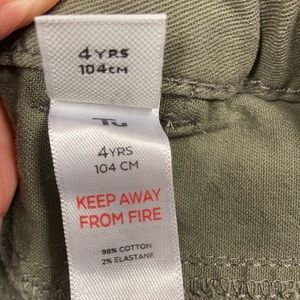 4 YRS
104 CM
Tu
4 YRS
104 CM
KEEP AWAY
FROM FIRE
98% COTTON
2% ELASTANE